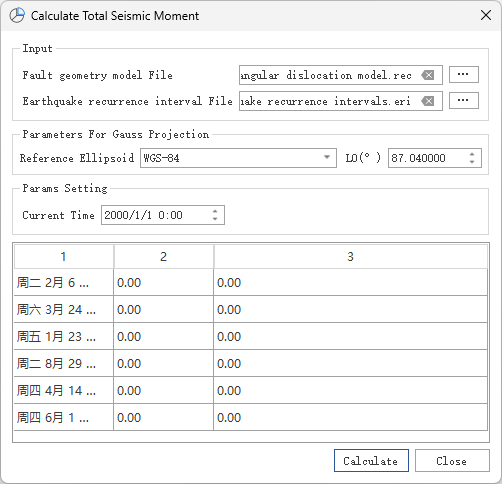 Calculate Total Seismic Moment
Input
Fault geometry model File angular dislocation model.rec ...
Earthquake recurrence interval File ake recurrence intervals.eri ...
Parameters For Gauss Projection
Reference Ellipsoid WGS-84 L0(°) 87.040000
Params Setting
Current Time 2000/1/1 0:00
1 2 3
周二 2月 6 ... 0.00 0.00
周六 3月 24 ... 0.00 0.00
周五 1月 23 ... 0.00 0.00
周二 8月 29 ... 0.00 0.00
周四 4月 14 ... 0.00 0.00
周四 6月 1 ... 0.00 0.00
Calculate Close